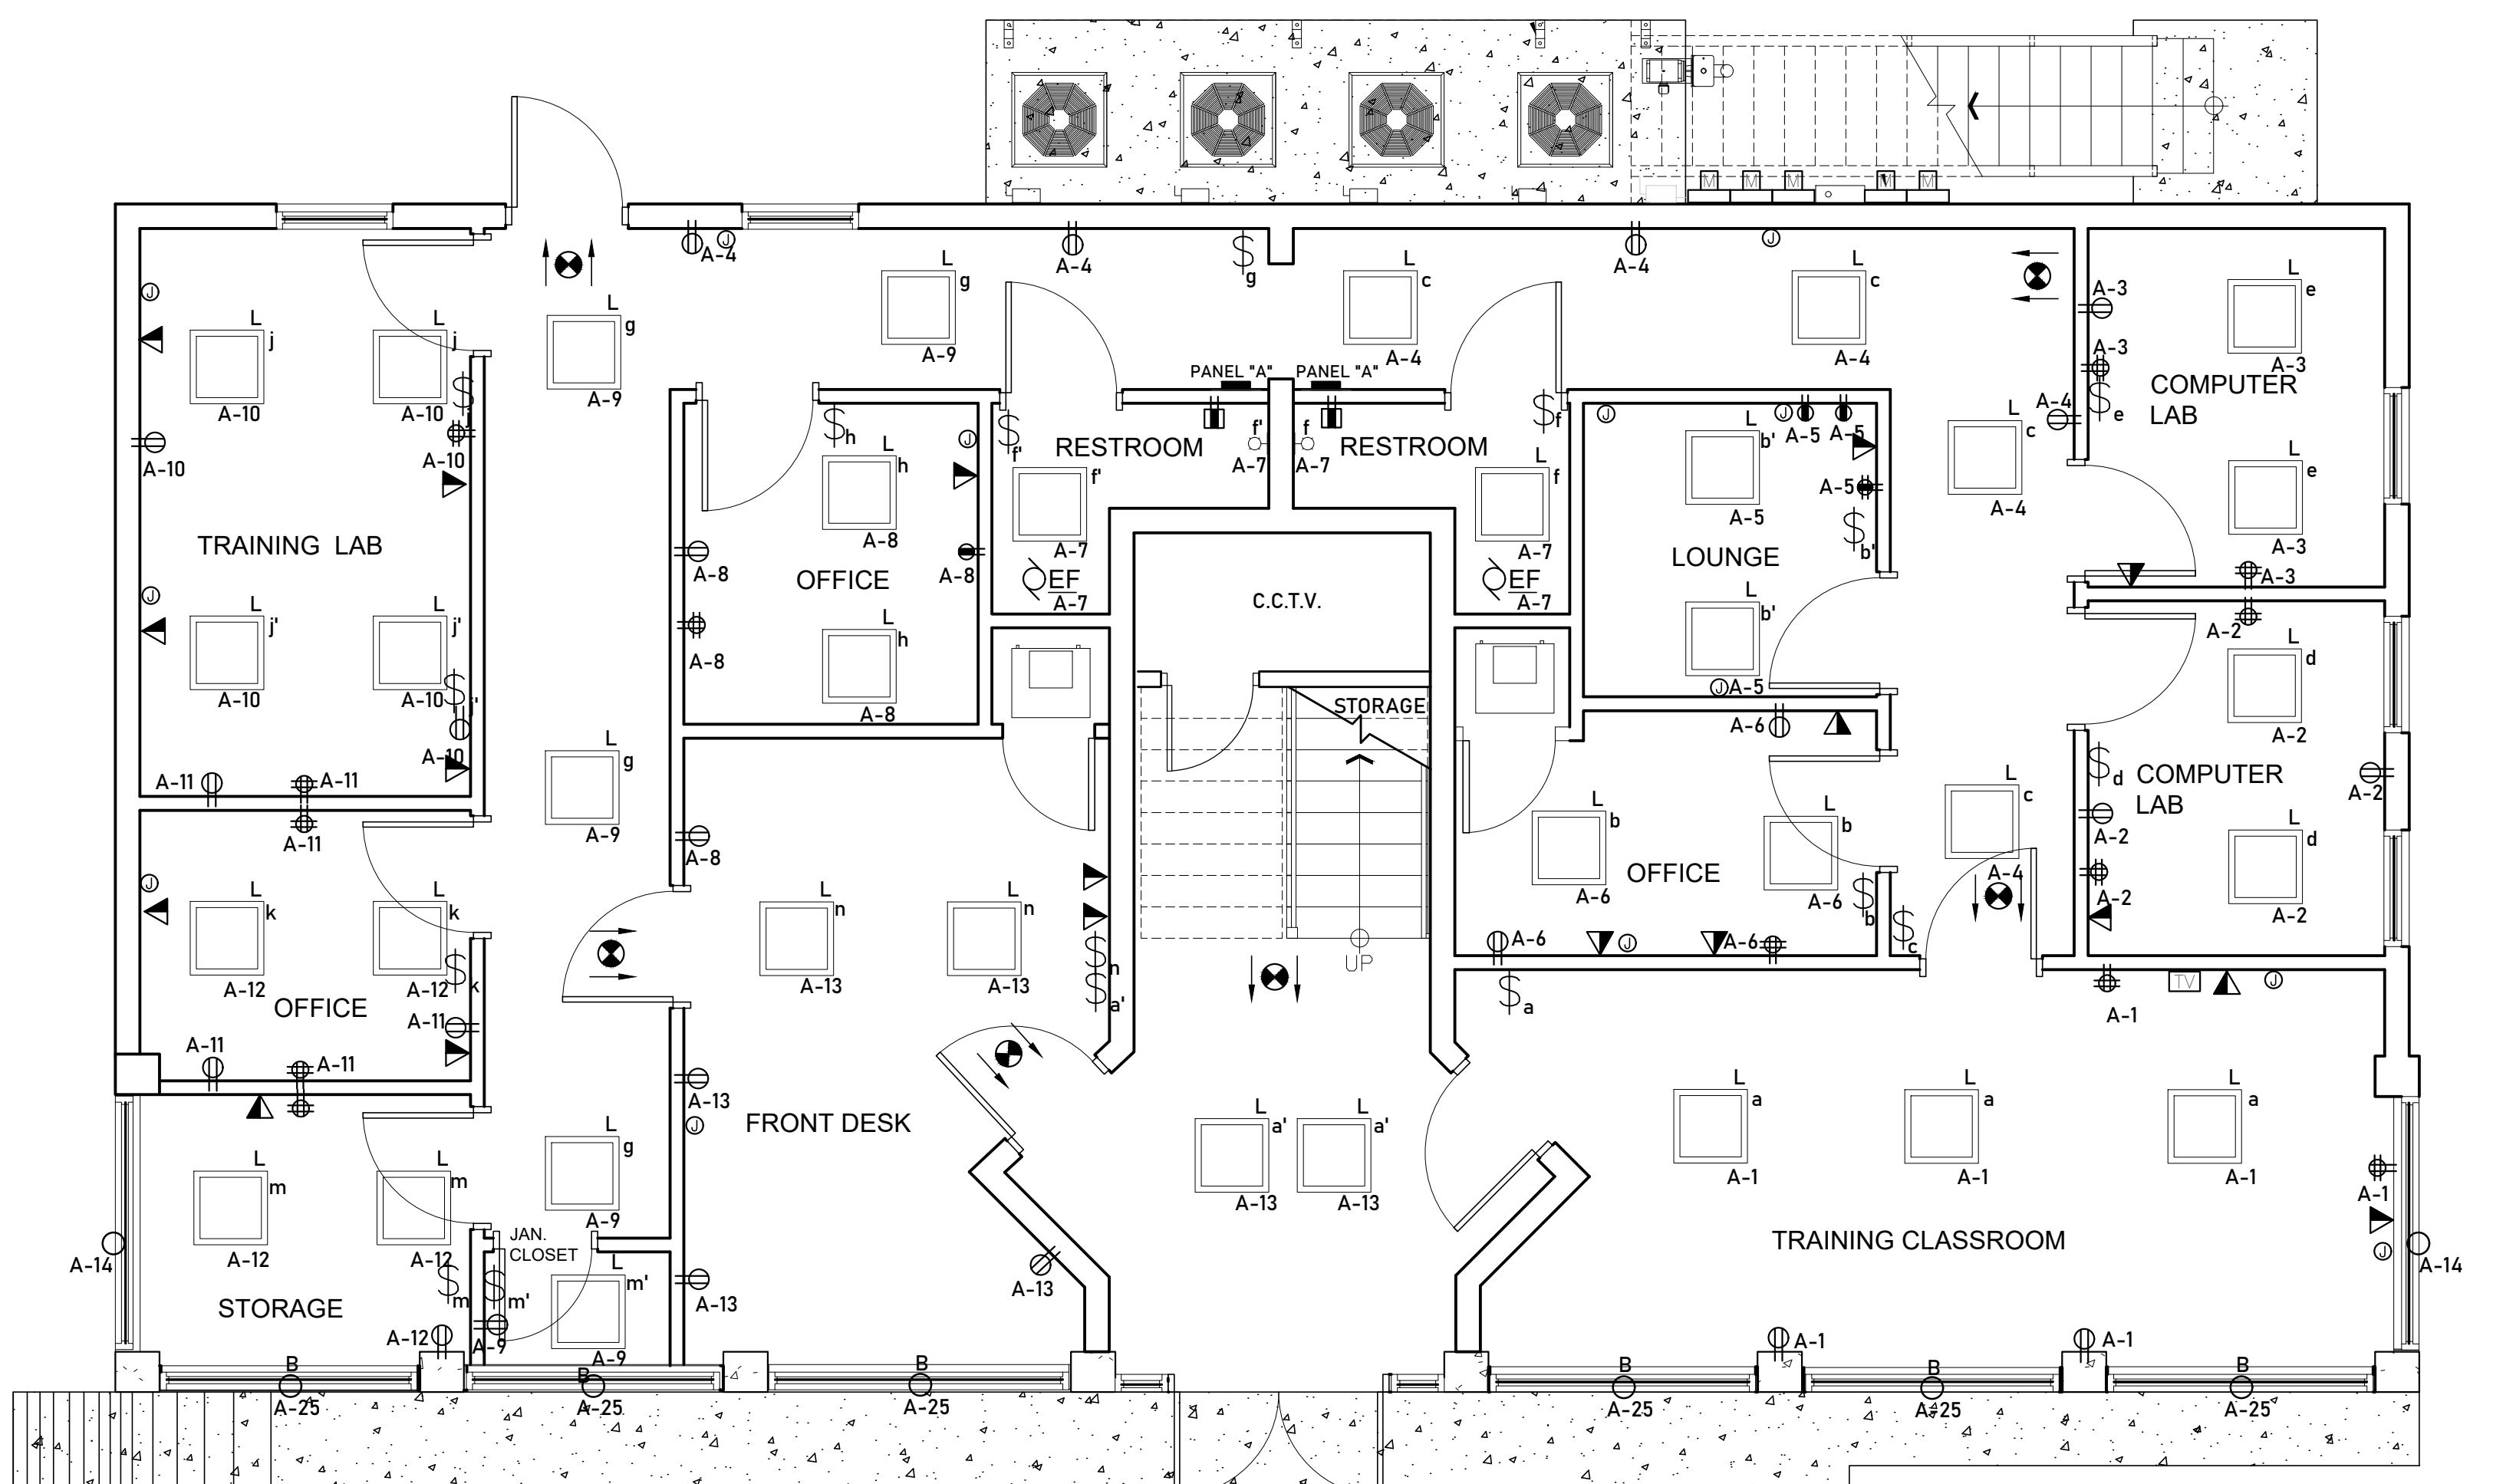 M M M M M
A-4 J A-4 $ g A-4 J
L g A-9
L g A-9
L c A-4
L c A-4
A-3
L e A-3
A-3
COMPUTER
LAB
$ e
L e A-3
A-3
J
L j A-10
L j A-10
$ j
A-10
A-10
TRAINING LAB
J
L j' A-10
L j' A-10
$ j'
A-10
A-11 A-11
A-11
$ h
L h A-8
J
A-8
A-8
OFFICE
A-8
L h A-8
A-8
PANEL "A" PANEL "A"
$ f'
RESTROOM
f' A-7
f A-7
RESTROOM
$ f
L f' A-7
EF
A-7
L f A-7
EF
A-7
J
L b' A-5
J A-5 A-5
A-5
$ b'
LOUNGE
L b'
J A-5
A-4
L c A-4
C.C.T.V.
STORAGE
UP
A-6
A-2
L d A-2
$ d
COMPUTER
LAB
A-2
A-2
A-2
L d A-2
L b A-6
OFFICE
L b A-6
$ b
$ c
L c A-4
A-6 J A-6
J
L k A-12
L k A-12
$ k
OFFICE
A-11
A-11
A-11
L g A-9
L n A-13
L n A-13
$ n
$ a'
$ a
A-1
TV
J
A-13
J
FRONT DESK
L a' A-13
L a' A-13
L a A-1
L a A-1
L a A-1
A-1
J
TRAINING CLASSROOM
A-14
L m A-12
L m A-12
$ m
STORAGE
A-12
L g A-9
JAN.
CLOSET
$ m'
L m' A-9
A-9
A-13
A-13
A-1
A-1
A-14
B A-25
B A-25
B A-25
B A-25
B A-25
B A-25